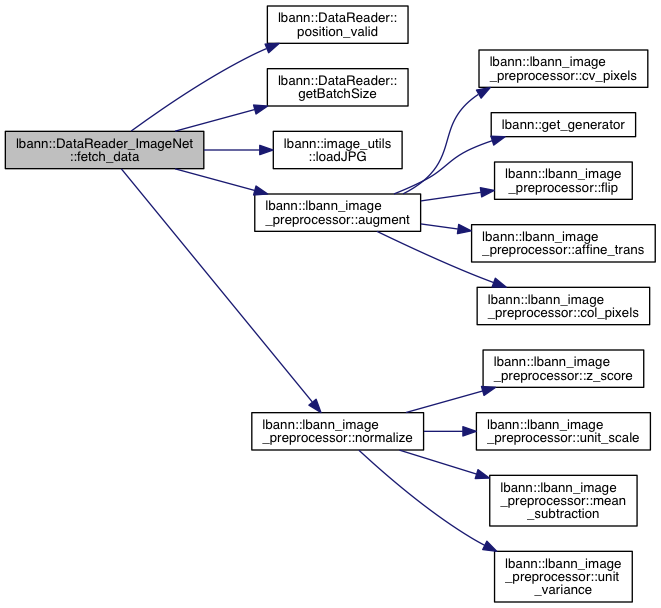 lbann::DataReader_ImageNet
::fetch_data
lbann::DataReader::
position_valid
lbann::DataReader::
getBatchSize
lbann::image_utils
::loadJPG
lbann::lbann_image
_preprocessor::augment
lbann::lbann_image
_preprocessor::cv_pixels
lbann::get_generator
lbann::lbann_image
_preprocessor::flip
lbann::lbann_image
_preprocessor::affine_trans
lbann::lbann_image
_preprocessor::col_pixels
lbann::lbann_image
_preprocessor::normalize
lbann::lbann_image
_preprocessor::z_score
lbann::lbann_image
_preprocessor::unit_scale
lbann::lbann_image
_preprocessor::mean
_subtraction
lbann::lbann_image
_preprocessor::unit
_variance